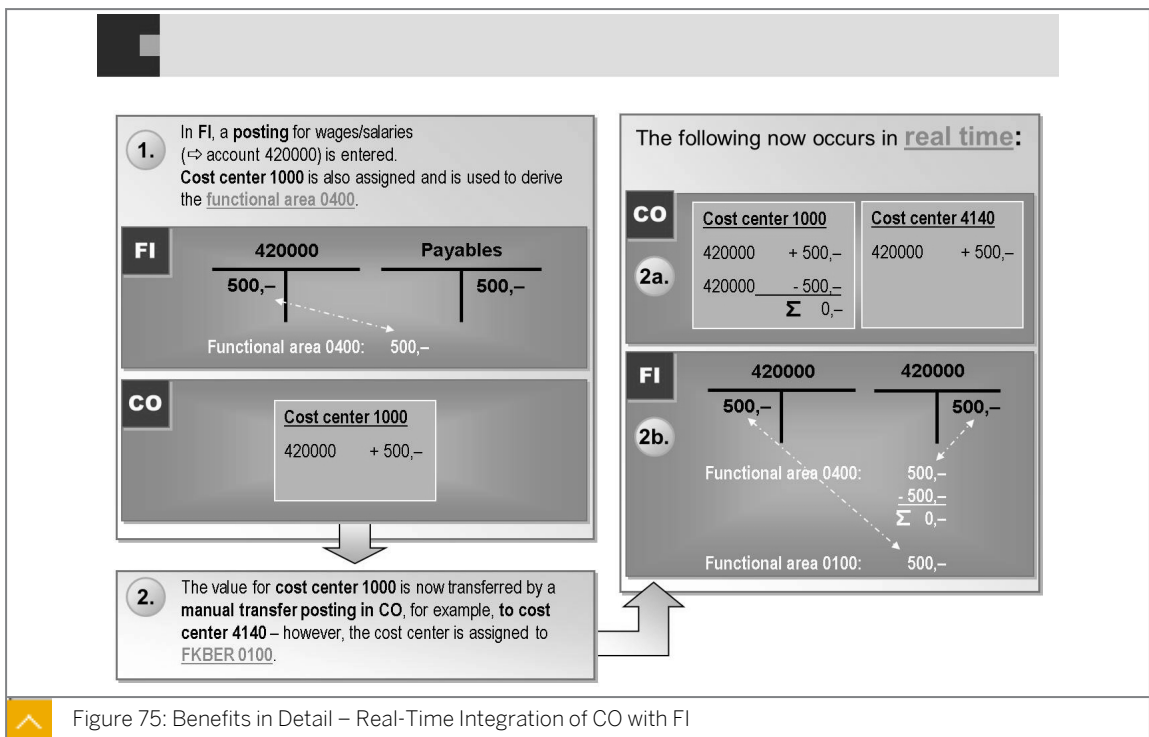 1.
In FI, a posting for wages/salaries
(⇨ account 420000) is entered.
Cost center 1000 is also assigned and is used to derive
the functional area 0400.
FI
420000 Payables
500,– 500,–
Functional area 0400: 500,–
CO
Cost center 1000
420000 + 500,–
2.
The value for cost center 1000 is now transferred by a
manual transfer posting in CO, for example, to cost
center 4140 – however, the cost center is assigned to
FKBER 0100.
The following now occurs in real time:
CO
2a.
Cost center 1000
420000 + 500,–
420000 - 500,–
Σ 0,–
Cost center 4140
420000 + 500,–
FI
2b.
420000 420000
500,– 500,–
Functional area 0400: 500,–
- 500,–
Σ 0,–
Functional area 0100: 500,–
Figure 75: Benefits in Detail – Real-Time Integration of CO with FI